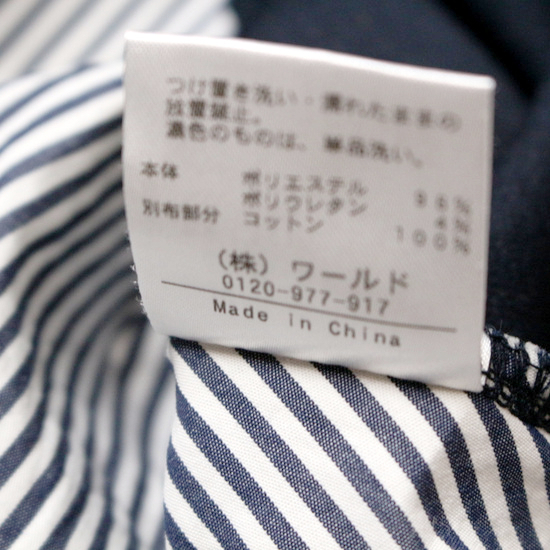 つけ置き洗い・濡れたままの
放置禁止。
濃色のものは、単品洗い。
本体 ポリエステル 96%
ポリウレタン 4%
別布部分 コットン 100%
(株) ワールド
0120-977-917
Made in China